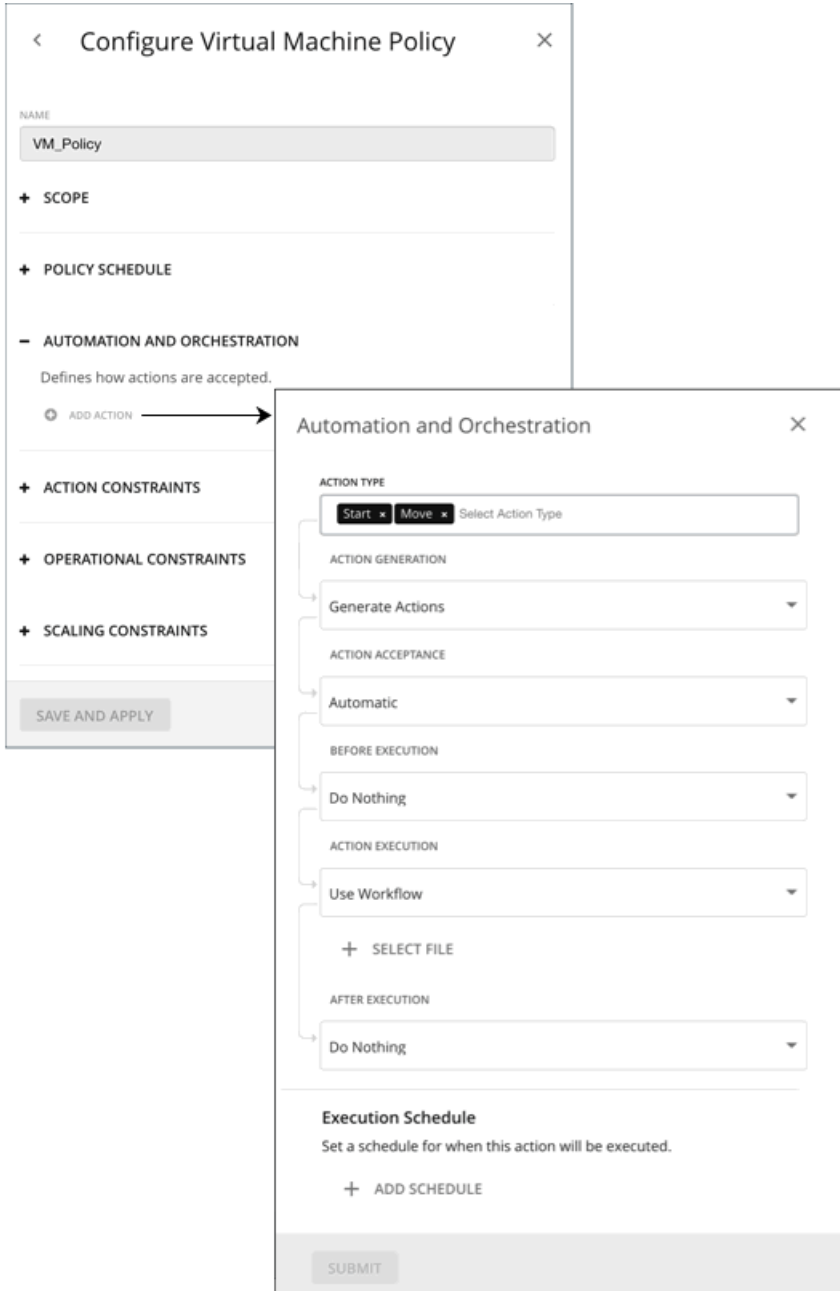 Configure Virtual Machine Policy
NAME
VM_Policy
SCOPE
POLICY SCHEDULE
AUTOMATION AND ORCHESTRATION
Defines how actions are accepted.
ADD ACTION
ACTION CONSTRAINTS
OPERATIONAL CONSTRAINTS
SCALING CONSTRAINTS
SAVE AND APPLY
Automation and Orchestration
ACTION TYPE
Start × Move × Select Action Type
ACTION GENERATION
Generate Actions
ACTION ACCEPTANCE
Automatic
BEFORE EXECUTION
Do Nothing
ACTION EXECUTION
Use Workflow
SELECT FILE
AFTER EXECUTION
Do Nothing
Execution Schedule
Set a schedule for when this action will be executed.
ADD SCHEDULE
SUBMIT